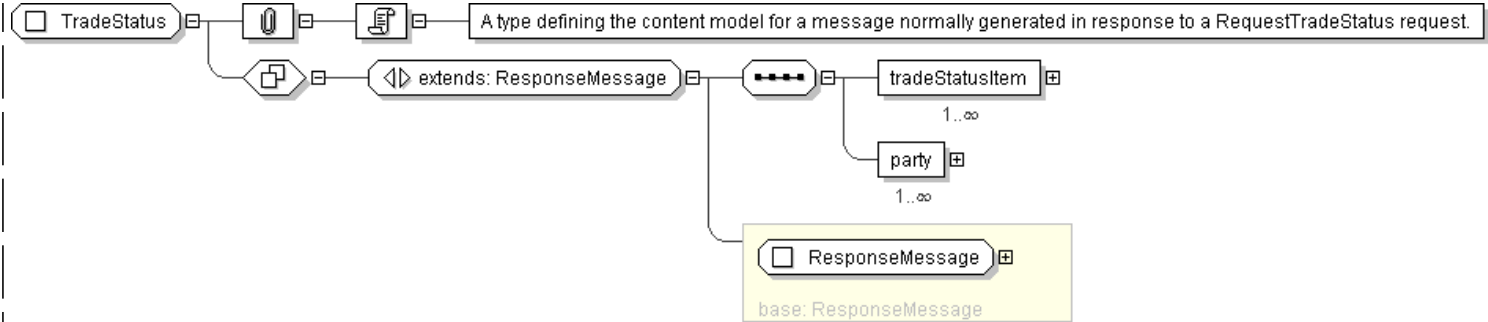 TradeStatus
A type defining the content model for a message normally generated in response to a RequestTradeStatus request.
extends: ResponseMessage
tradeStatusItem
1..∞
party
1..∞
ResponseMessage
base: ResponseMessage